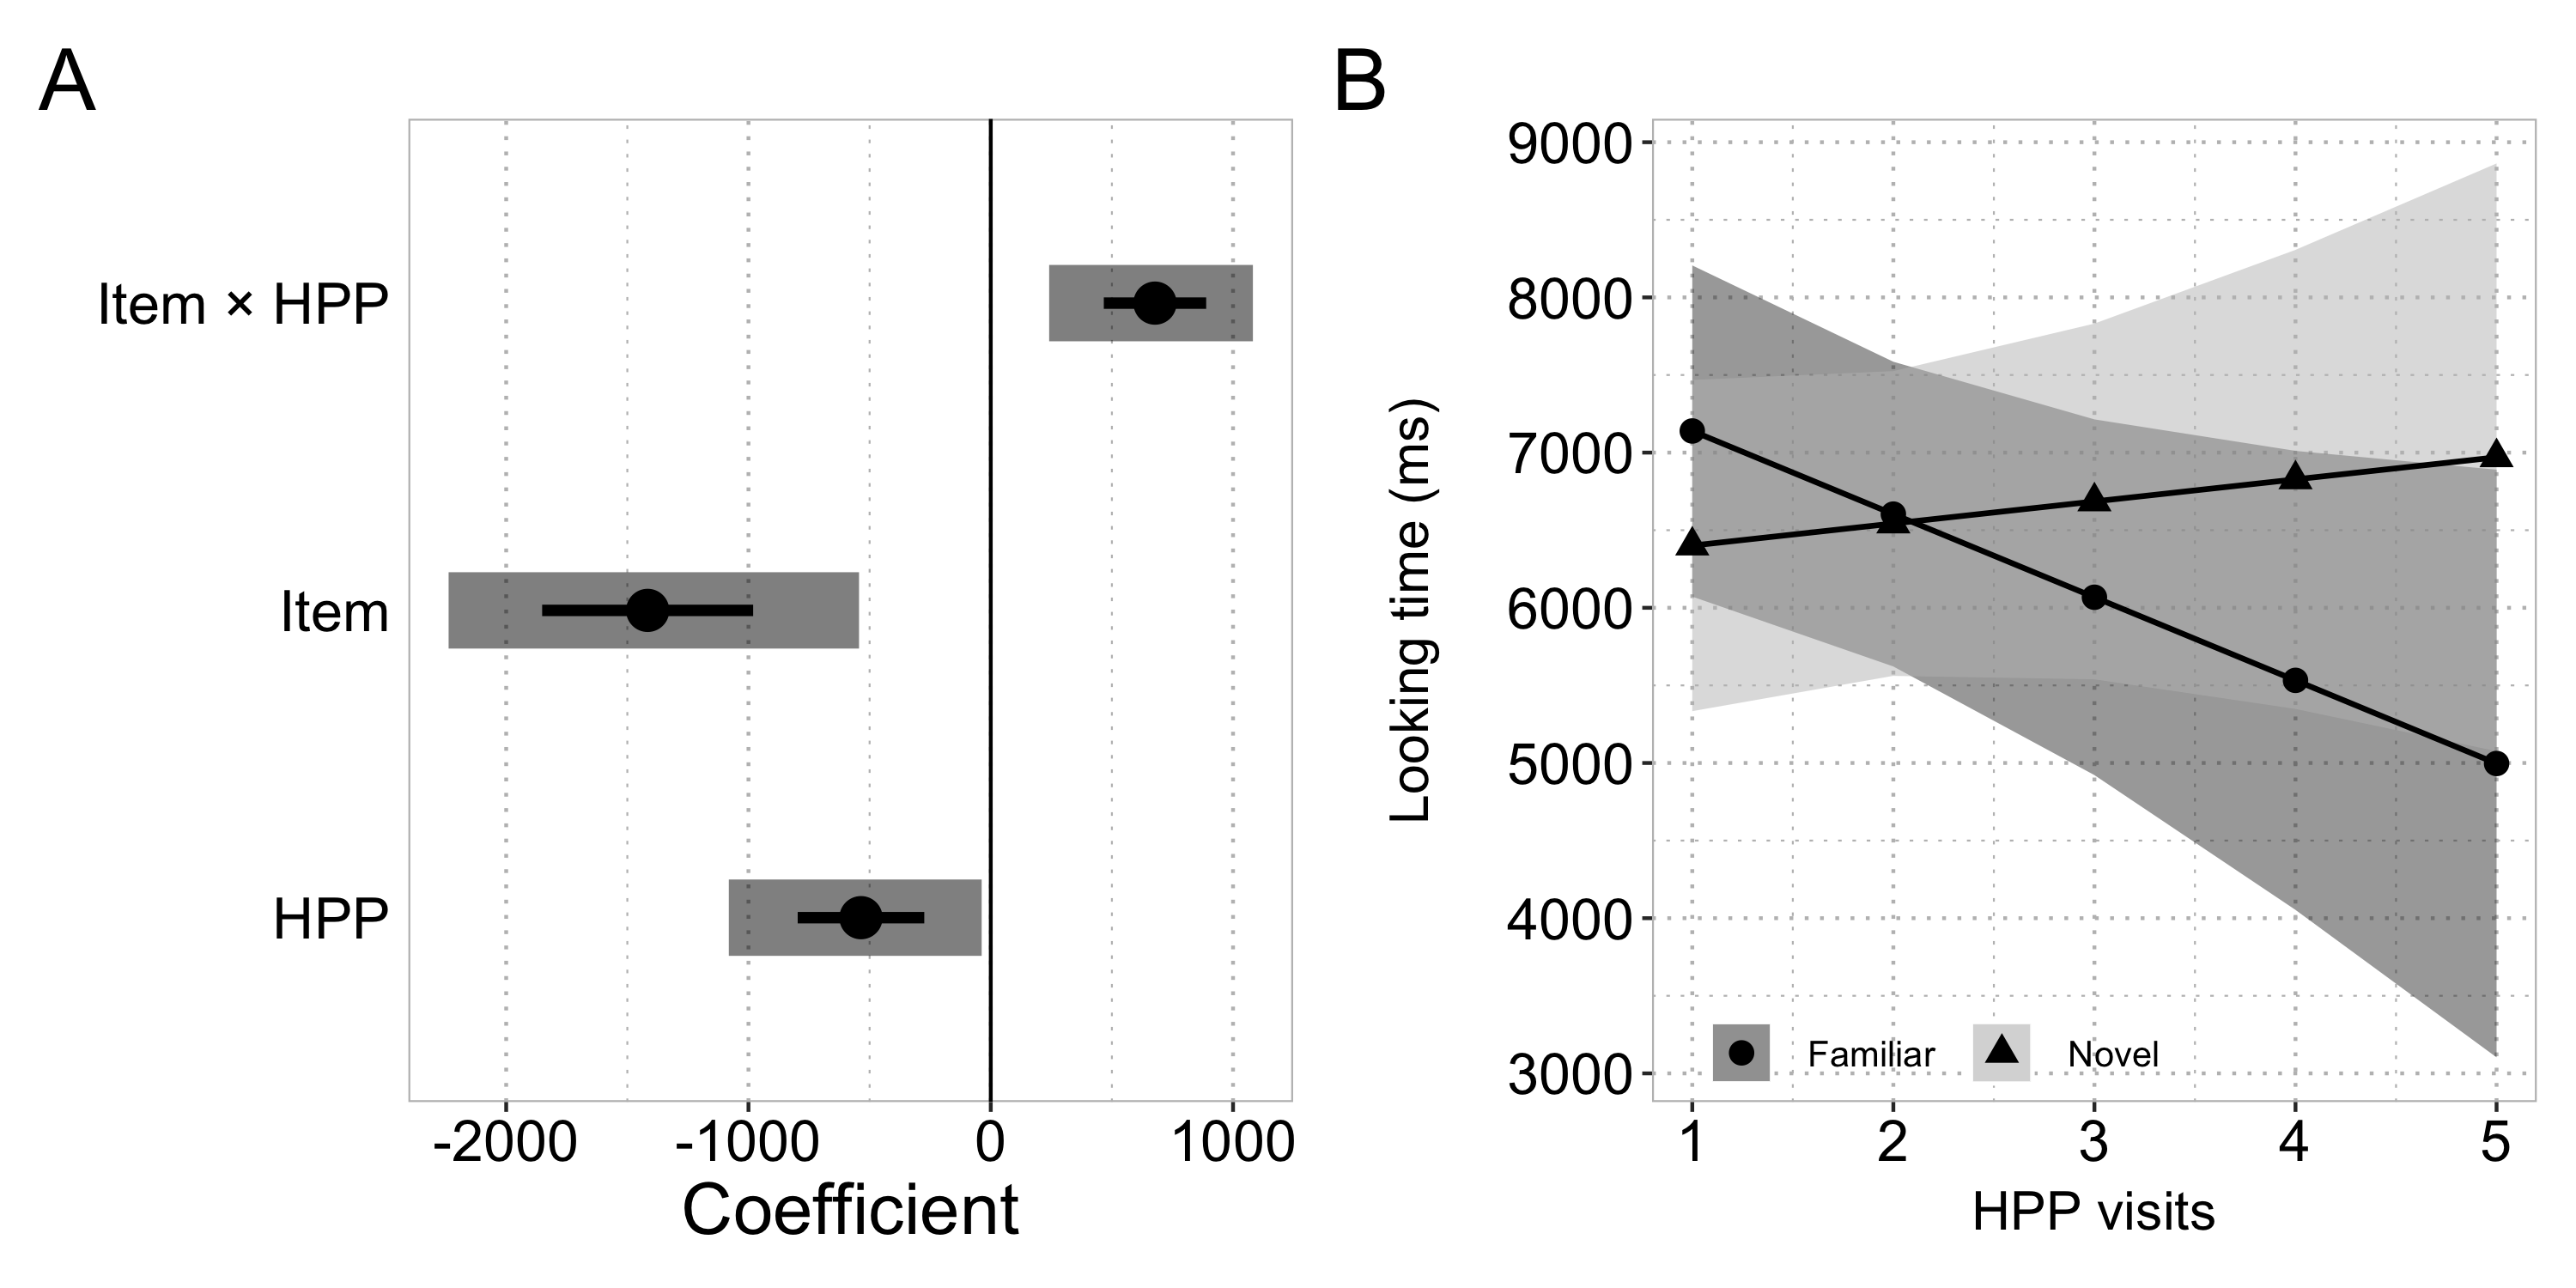 A
Item × HPP
Item
HPP
-2000 -1000 0 1000
Coefficient
B
Looking time (ms)
9000
8000
7000
6000
5000
4000
3000
Familiar Novel
1 2 3 4 5
HPP visits